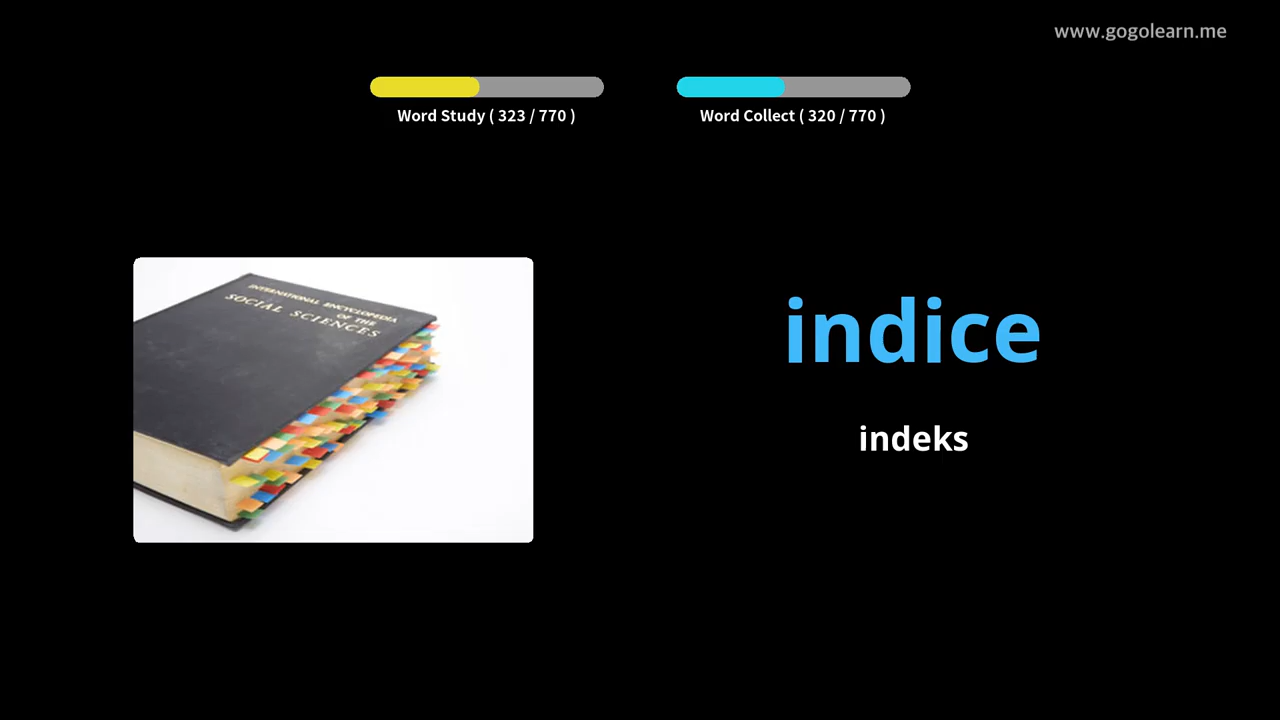 www.gogolearn.me
Word Study ( 323 / 770 )
Word Collect ( 320 / 770 )
INTERNATIONAL ENCYCLOPEDIA
OF THE
SOCIAL SCIENCES
indice
indeks